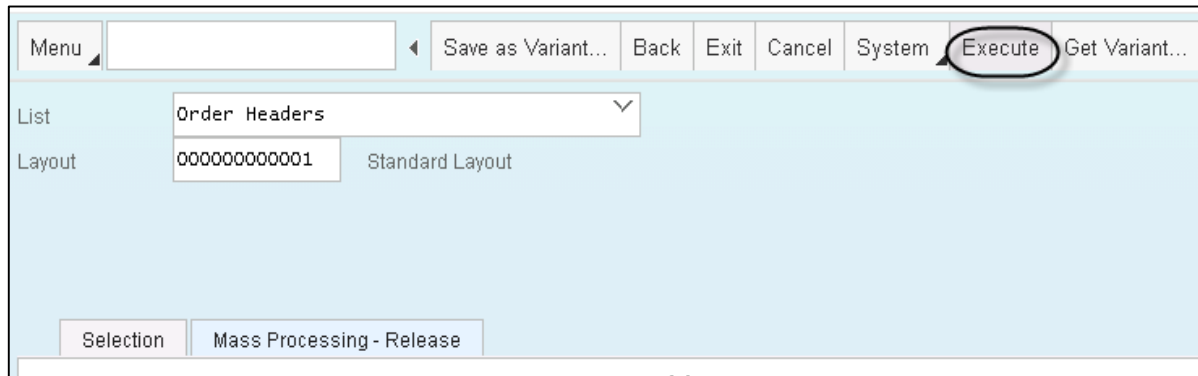 Menu Save as Variant... Back Exit Cancel System Execute Get Variant...
List Order Headers
Layout 000000000001 Standard Layout
Selection Mass Processing - Release